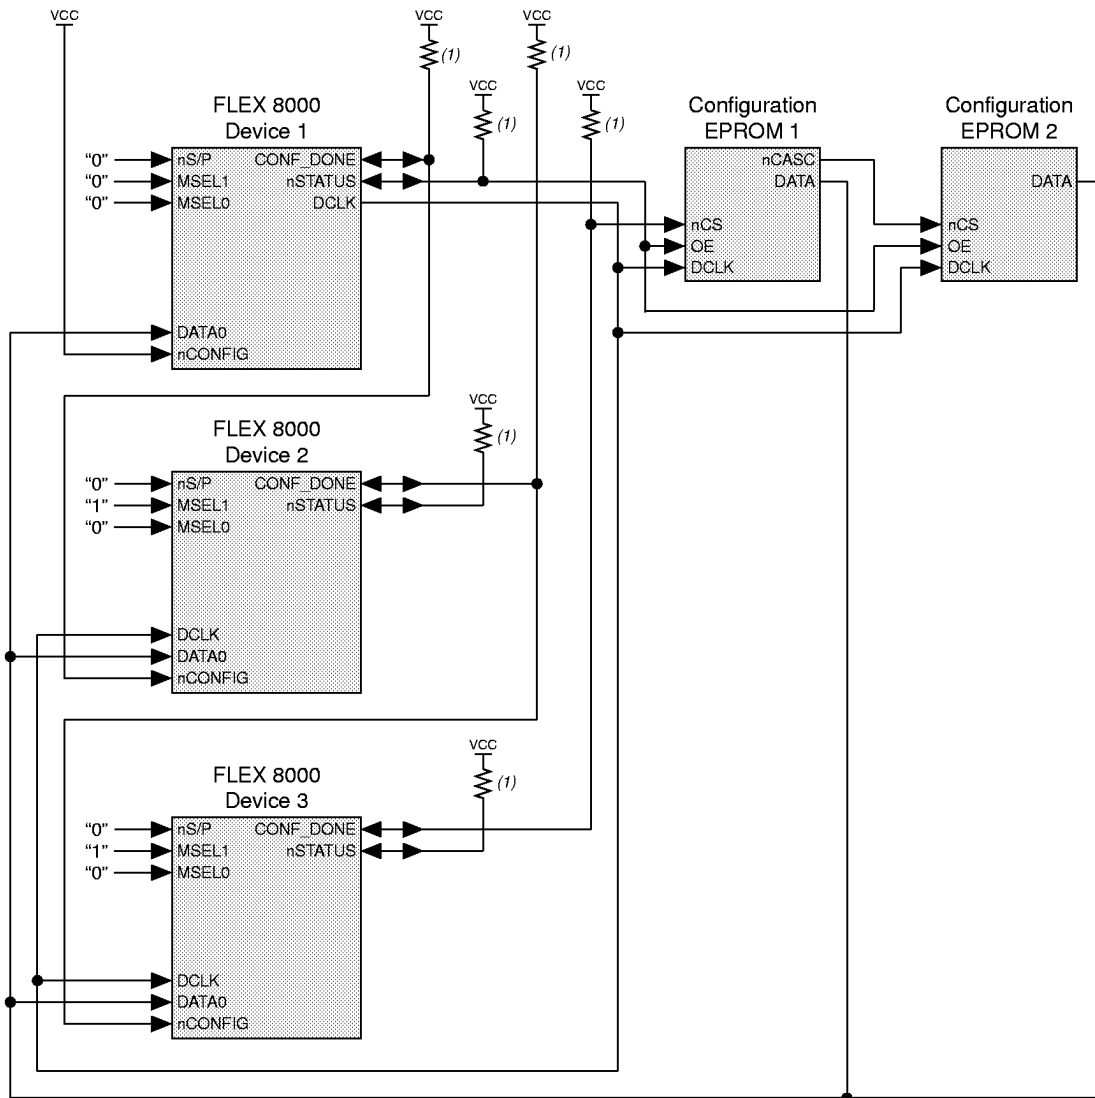 VCC
VCC
VCC
(1)
(1)
VCC
VCC
(1)
(1)
FLEX 8000
Device 1
“0”
nS/P
CONF_DONE
“0”
MSEL1
nSTATUS
“0”
MSEL0
DCLK
DATA0
nCONFIG
Configuration
EPROM 1
nCASC
DATA
nCS
OE
DCLK
Configuration
EPROM 2
DATA
nCS
OE
DCLK
VCC
(1)
FLEX 8000
Device 2
“0”
nS/P
CONF_DONE
“1”
MSEL1
nSTATUS
“0”
MSEL0
DCLK
DATA0
nCONFIG
VCC
(1)
FLEX 8000
Device 3
“0”
nS/P
CONF_DONE
“1”
MSEL1
nSTATUS
“0”
MSEL0
DCLK
DATA0
nCONFIG